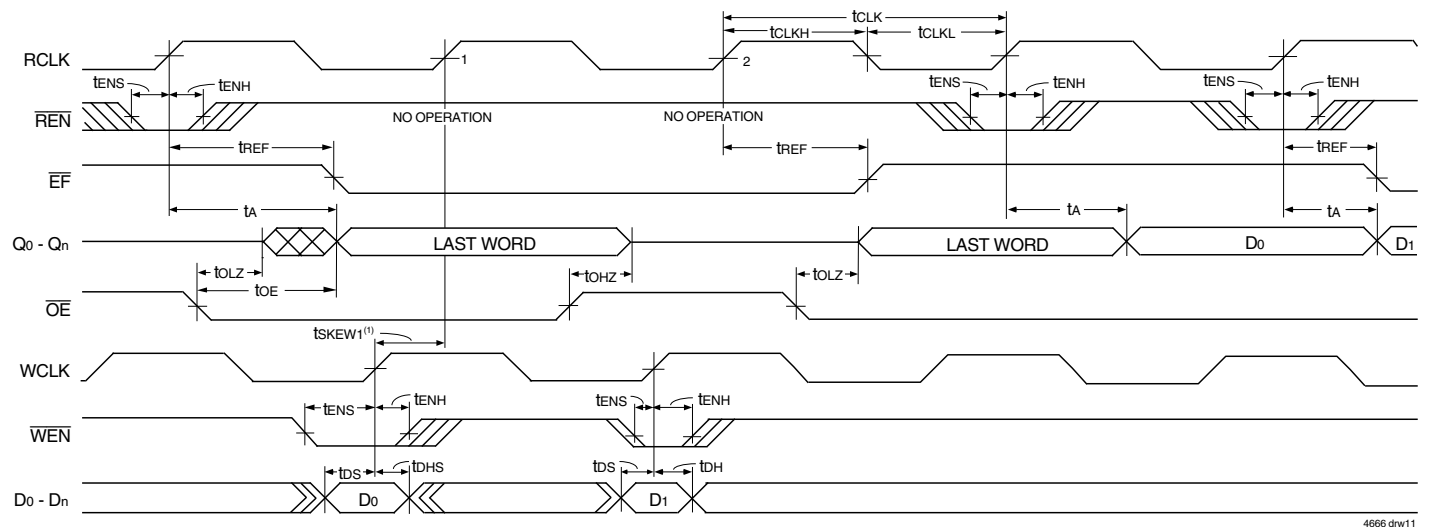 tCLK
tCLKH tCLKL
RCLK 1 2
tENS tENH tENS tENH tENS tENH
REN NO OPERATION NO OPERATION
tREF tREF tREF
EF
tA tA tA
Q0 - Qn LAST WORD LAST WORD D0 D1
tOLZ tOHZ tOLZ
tOE
OE
tSKEW1(1)
WCLK
tENS tENH tENS tENH
WEN
tDS tDHS tDS tDH
D0 - Dn D0 D1
4666 drw11